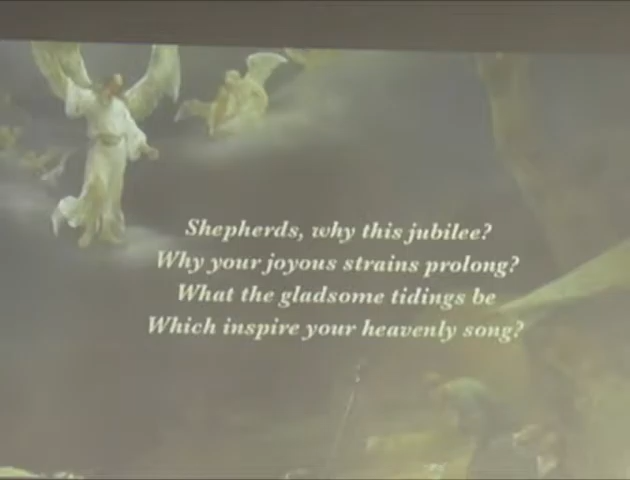 Shepherds, why this jubilee?
Why your joyous strains prolong?
What the gladsome tidings be
Which inspire your heavenly song?